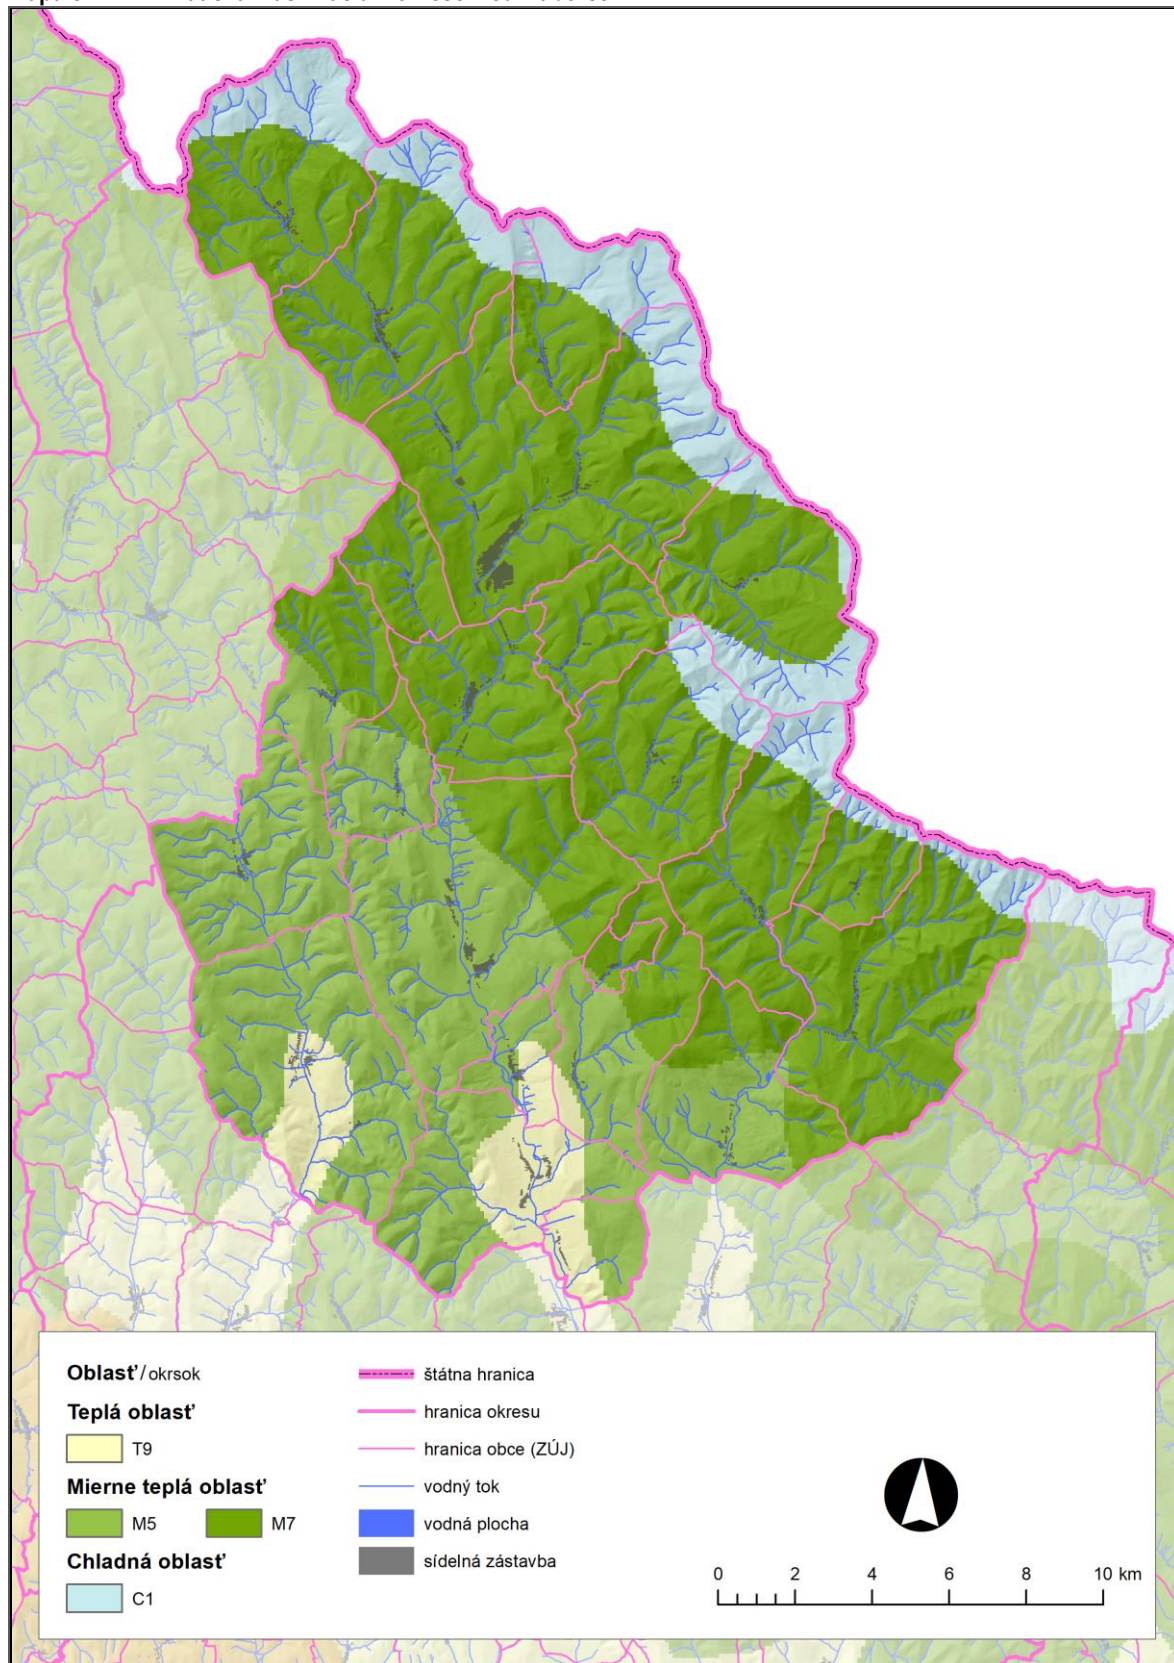 Oblasť/okrsok
Teplá oblasť
T9
Mierne teplá oblasť
M5 M7
Chladná oblasť
C1
štátna hranica
hranica okresu
hranica obce (ZÚJ)
vodný tok
vodná plocha
sídelná zástavba
0 2 4 6 8 10 km